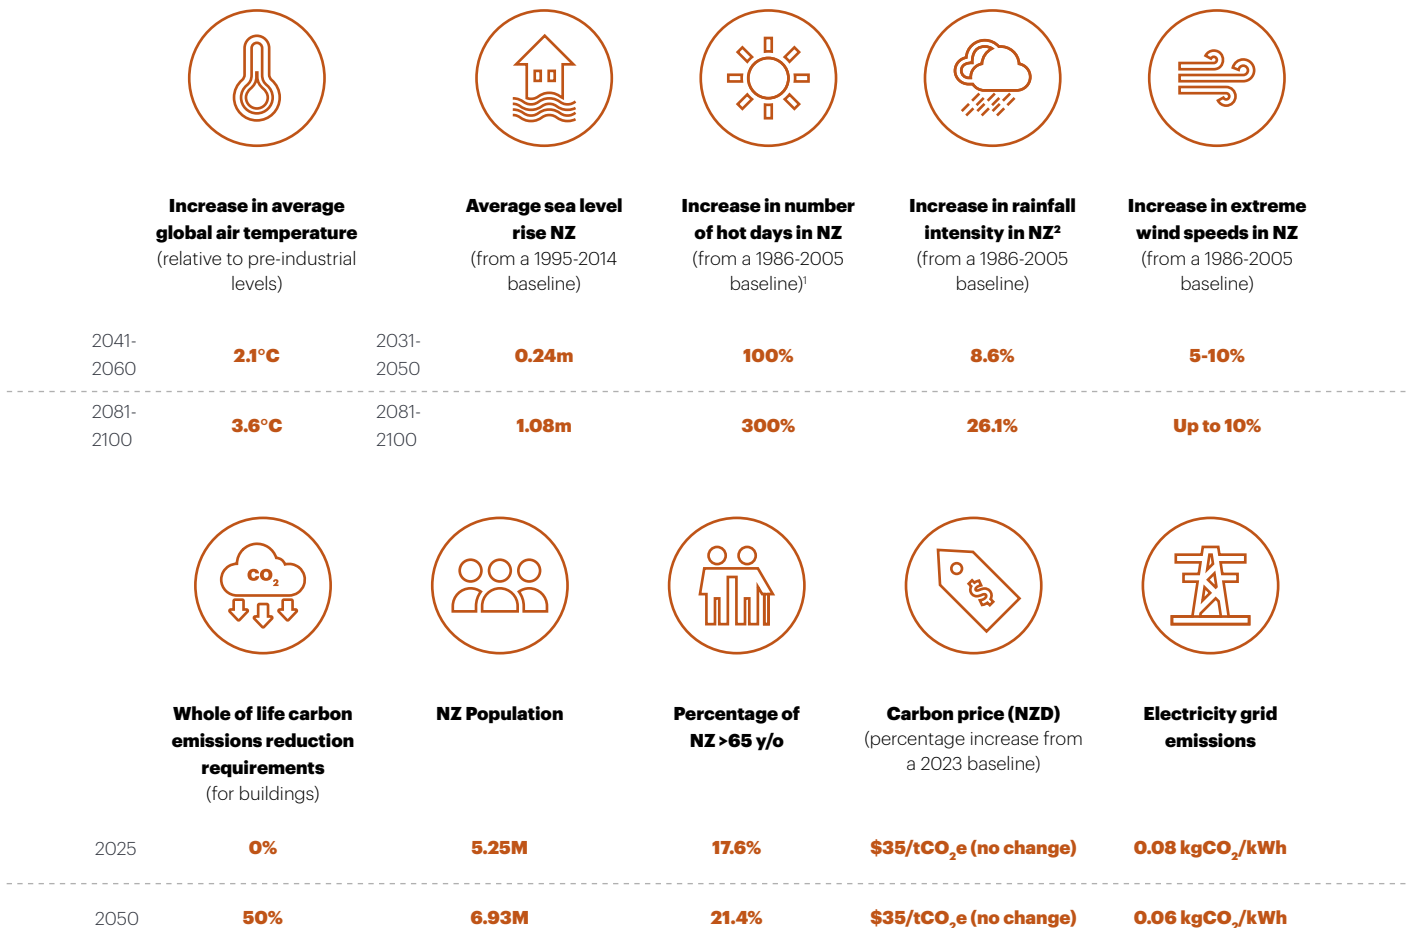 Increase in average
global air temperature
(relative to pre-industrial
levels)
Average sea level
rise NZ
(from a 1995-2014
baseline)
Increase in number
of hot days in NZ
(from a 1986-2005
baseline)¹
Increase in rainfall
intensity in NZ²
(from a 1986-2005
baseline)
Increase in extreme
wind speeds in NZ
(from a 1986-2005
baseline)
2041-
2060
2.1°C
2031-
2050
0.24m
100%
8.6%
5-10%
2081-
2100
3.6°C
2081-
2100
1.08m
300%
26.1%
Up to 10%
CO₂
$
Whole of life carbon
emissions reduction
requirements
(for buildings)
NZ Population
Percentage of
NZ >65 y/o
Carbon price (NZD)
(percentage increase from
a 2023 baseline)
Electricity grid
emissions
2025
0%
5.25M
17.6%
$35/tCO₂e (no change)
0.08 kgCO₂/kWh
2050
50%
6.93M
21.4%
$35/tCO₂e (no change)
0.06 kgCO₂/kWh